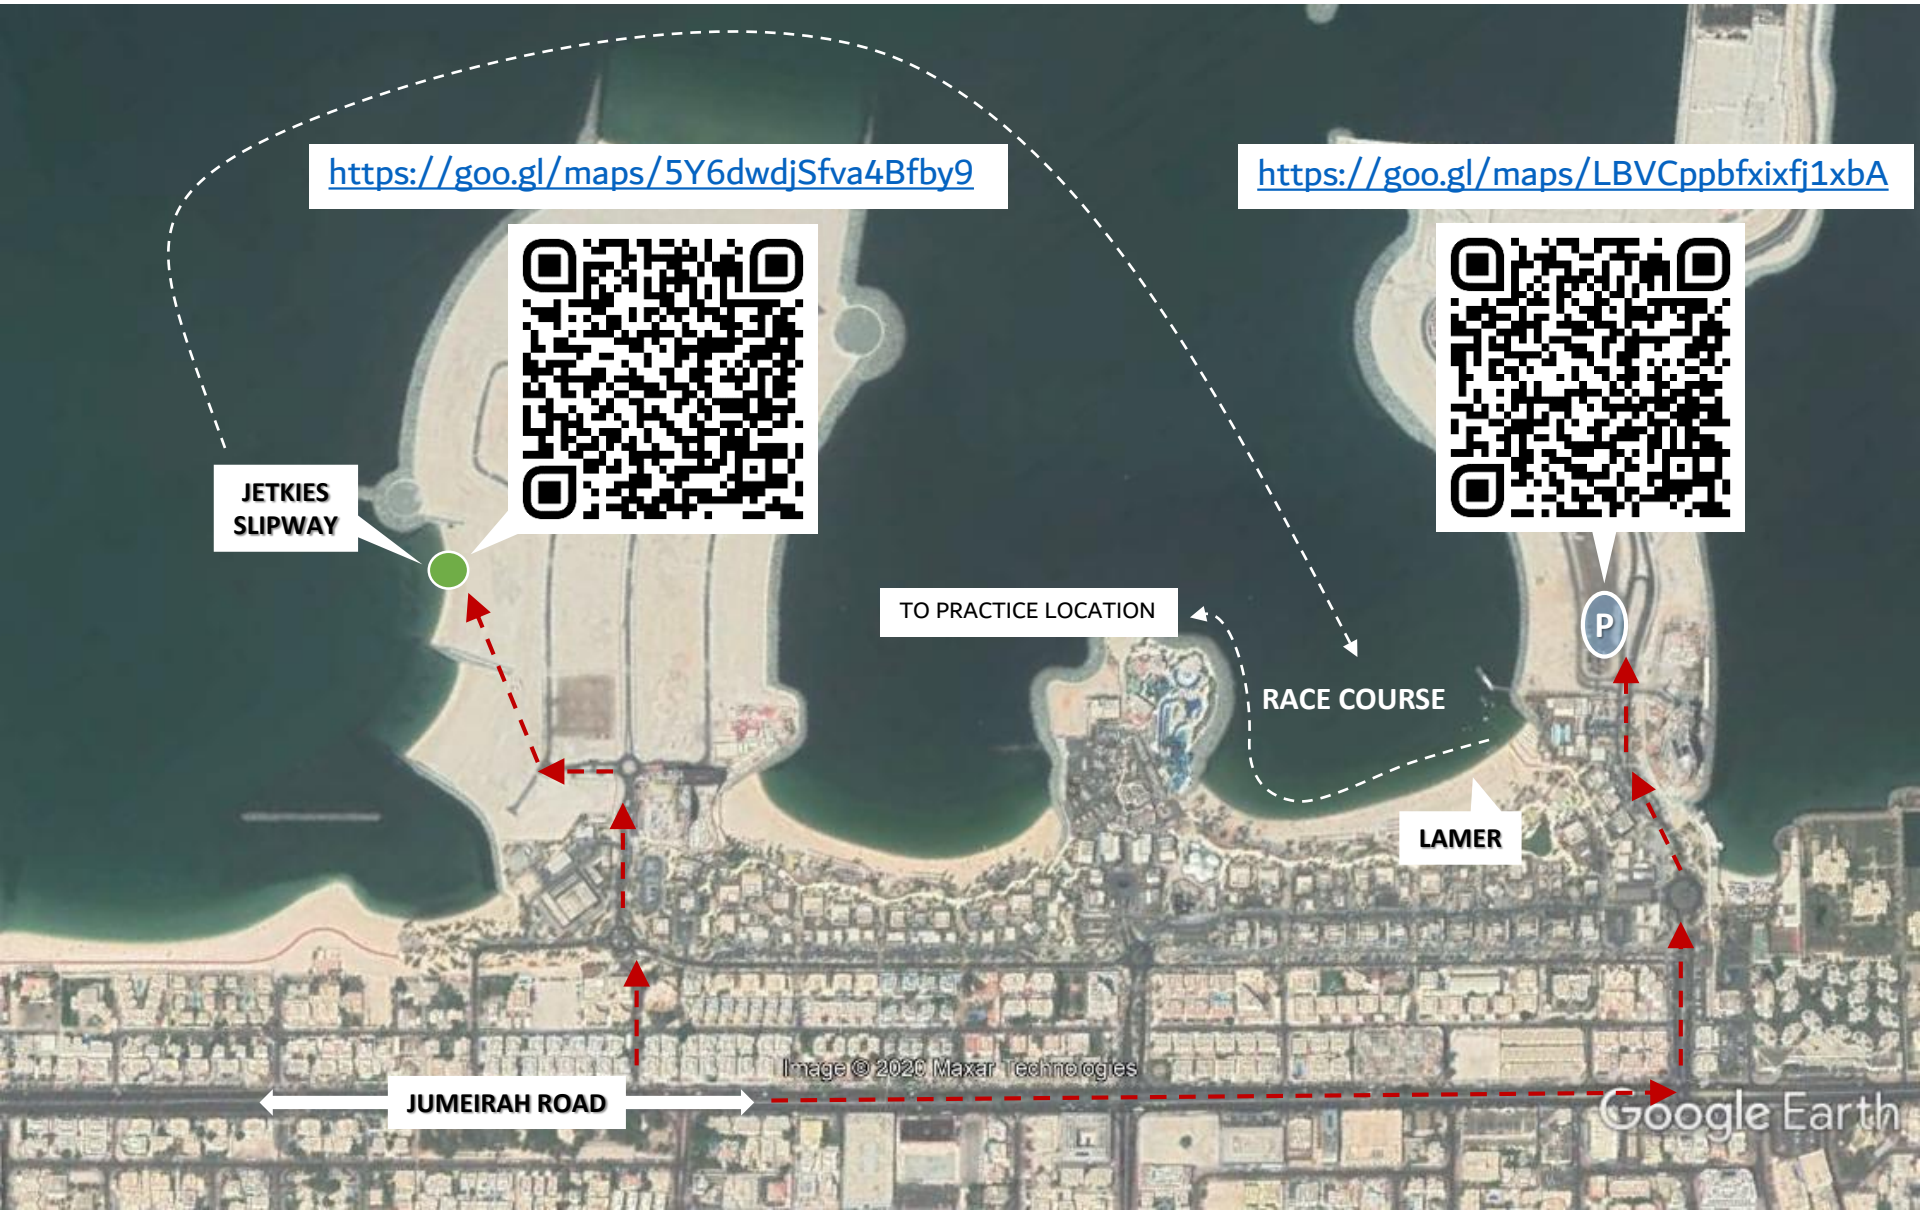 https://goo.gl/maps/5Y6dwdjSfva4Bfby9
https://goo.gl/maps/LBVCppbfxixfj1xbA
JETKIES
SLIPWAY
TO PRACTICE LOCATION
P
RACE COURSE
LAMER
Image © 2020 Maxar Technologies
JUMEIRAH ROAD
Google Earth